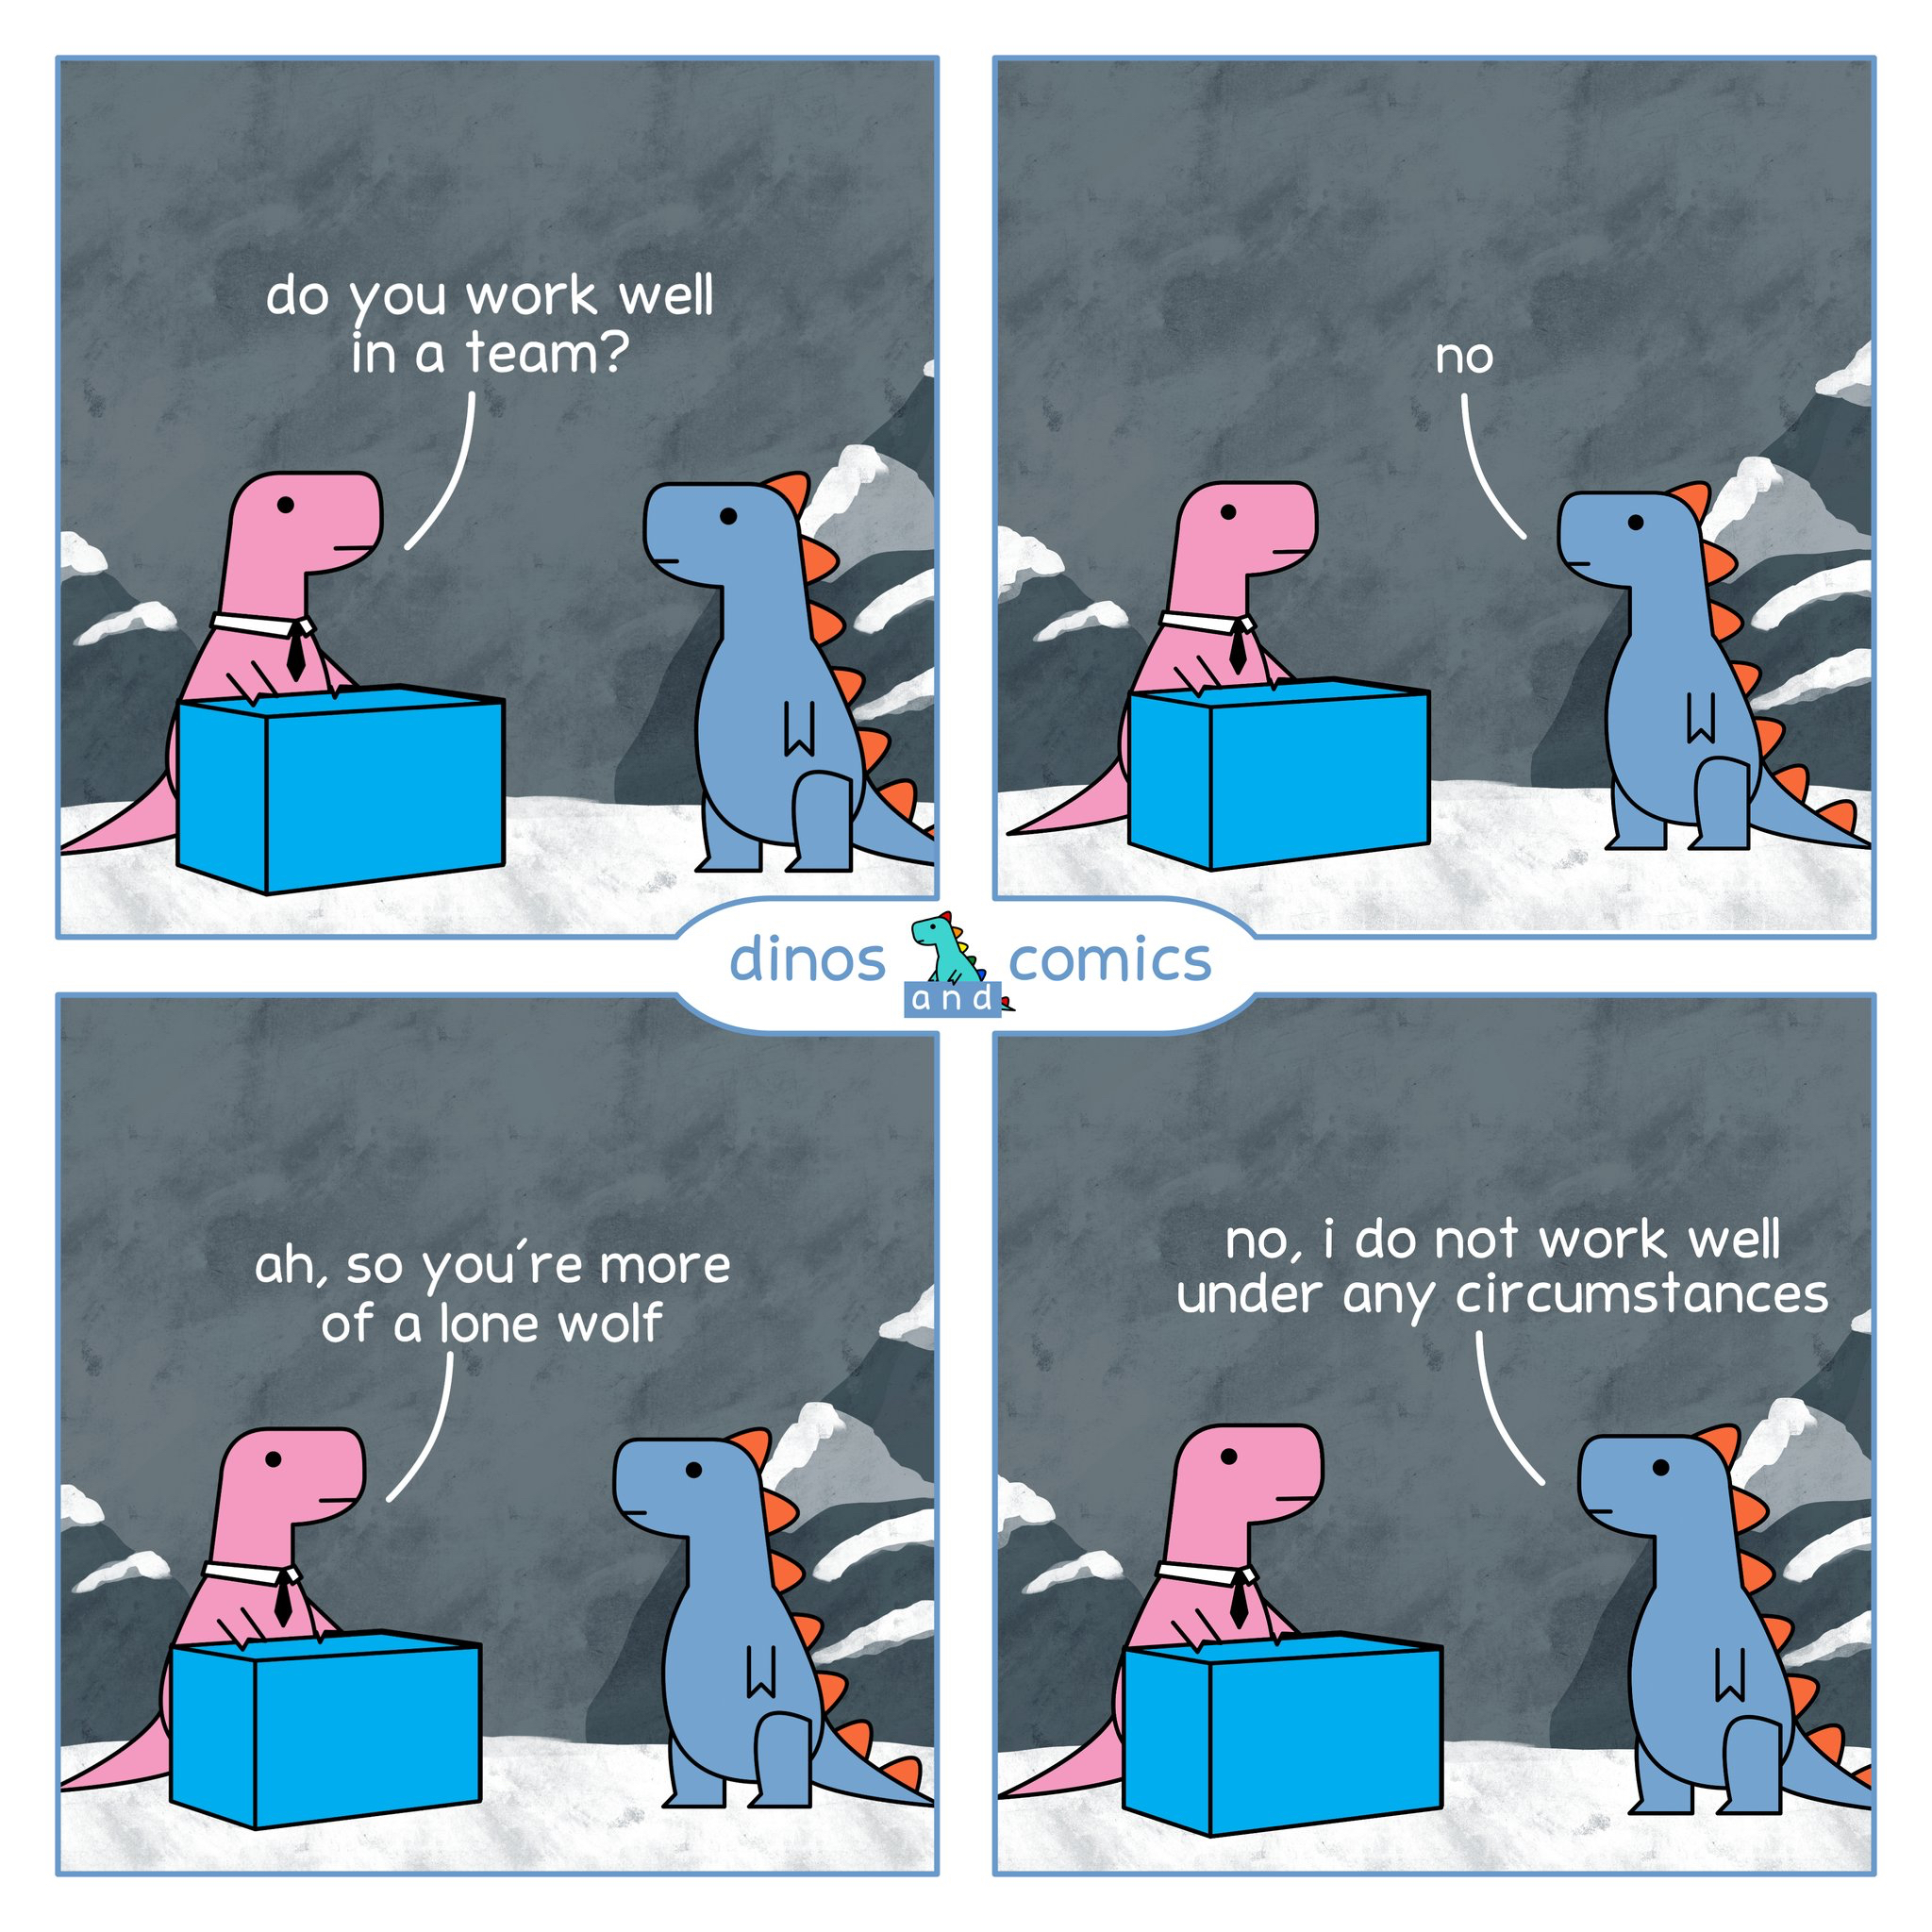 do you work well
in a team?
no
dinos and comics
ah, so you're more
of a lone wolf
no, i do not work well
under any circumstances